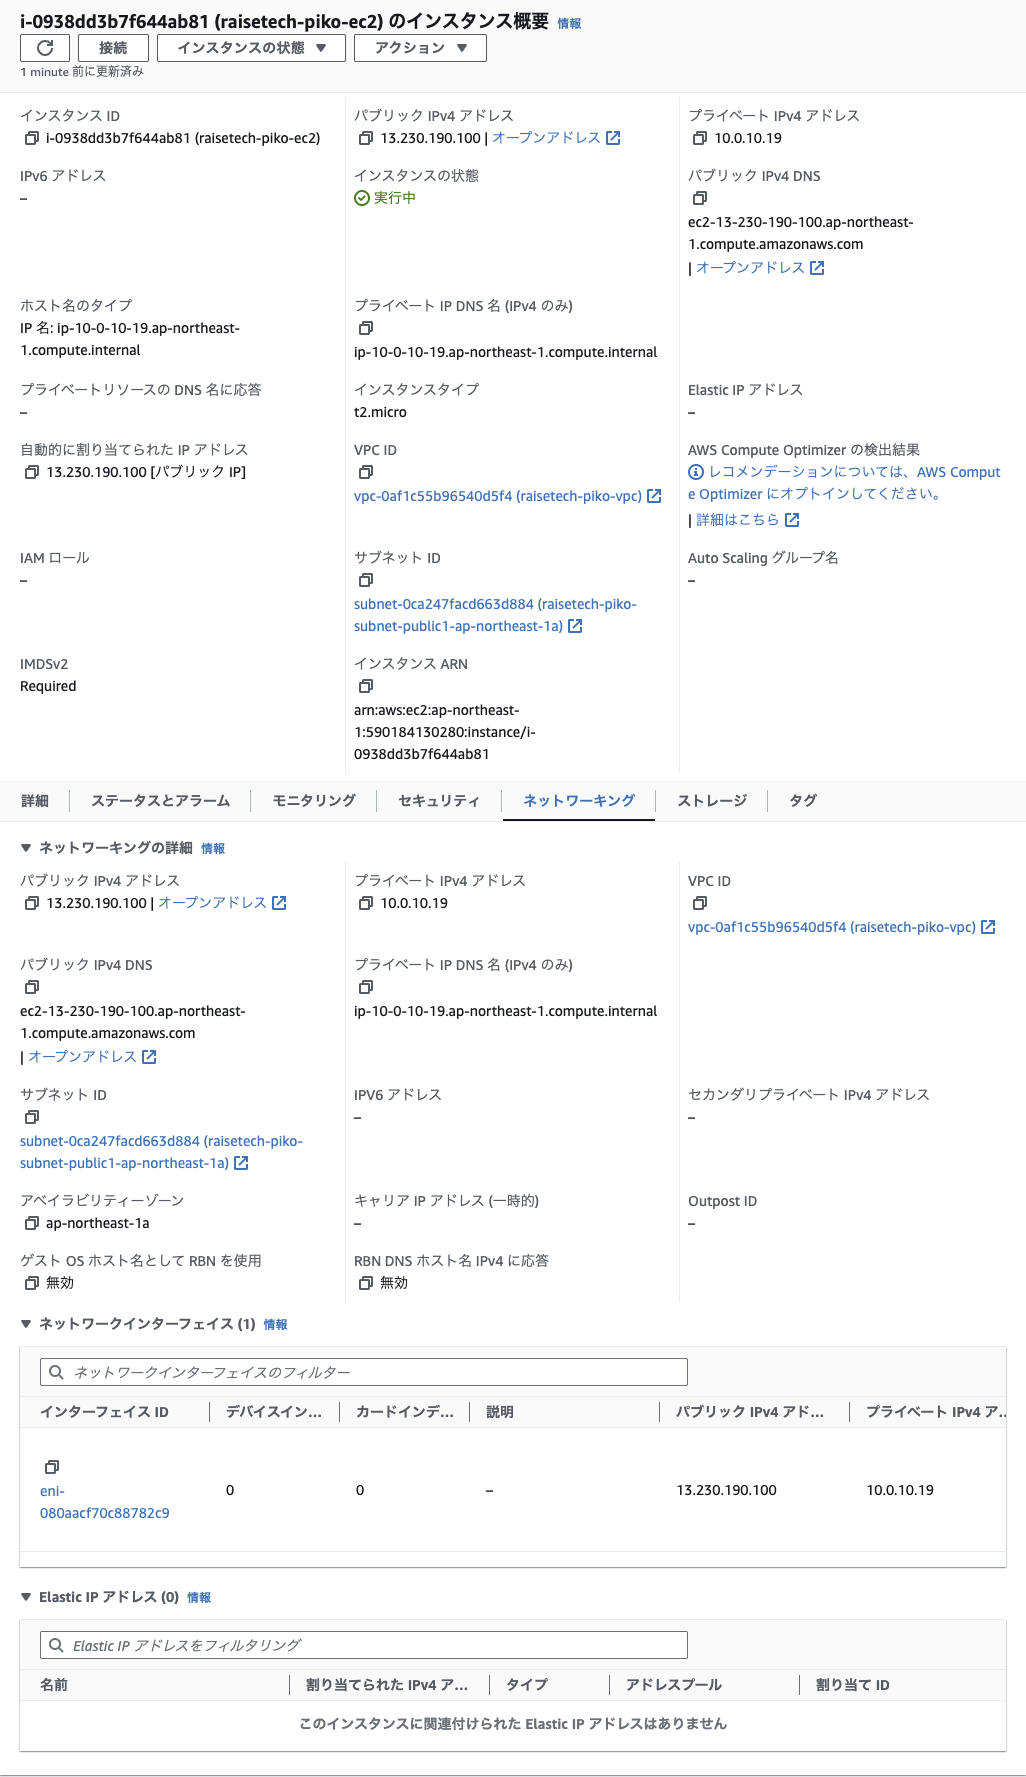 i-0938dd3b7f644ab81 (raisetech-piko-ec2) のインスタンス概要 情報
接続 インスタンスの状態 ▼ アクション ▼
1 minute 前に更新済み
インスタンス ID
i-0938dd3b7f644ab81 (raisetech-piko-ec2)
パブリック IPv4 アドレス
13.230.190.100 | オープンアドレス
プライベート IPv4 アドレス
10.0.10.19
IPv6 アドレス
–
インスタンスの状態
実行中
パブリック IPv4 DNS
ec2-13-230-190-100.ap-northeast-
1.compute.amazonaws.com
| オープンアドレス
ホスト名のタイプ
IP 名: ip-10-0-10-19.ap-northeast-
1.compute.internal
プライベート IP DNS 名 (IPv4 のみ)
ip-10-0-10-19.ap-northeast-1.compute.internal
プライベートリソースの DNS 名に応答
–
インスタンスタイプ
t2.micro
Elastic IP アドレス
–
自動的に割り当てられた IP アドレス
13.230.190.100 [パブリック IP]
VPC ID
vpc-0af1c55b96540d5f4 (raisetech-piko-vpc)
AWS Compute Optimizer の検出結果
レコメンデーションについては、AWS Comput
e Optimizer にオプトインしてください。
| 詳細はこちら
IAM ロール
–
サブネット ID
subnet-0ca247facd663d884 (raisetech-piko-
subnet-public1-ap-northeast-1a)
Auto Scaling グループ名
–
IMDSv2
Required
インスタンス ARN
arn:aws:ec2:ap-northeast-
1:590184130280:instance/i-
0938dd3b7f644ab81
詳細 ステータスとアラーム モニタリング セキュリティ ネットワーキング ストレージ タグ
▼ ネットワーキングの詳細 情報
パブリック IPv4 アドレス
13.230.190.100 | オープンアドレス
プライベート IPv4 アドレス
10.0.10.19
VPC ID
vpc-0af1c55b96540d5f4 (raisetech-piko-vpc)
パブリック IPv4 DNS
ec2-13-230-190-100.ap-northeast-
1.compute.amazonaws.com
| オープンアドレス
プライベート IP DNS 名 (IPv4 のみ)
ip-10-0-10-19.ap-northeast-1.compute.internal
サブネット ID
subnet-0ca247facd663d884 (raisetech-piko-
subnet-public1-ap-northeast-1a)
IPV6 アドレス
–
セカンダリプライベート IPv4 アドレス
–
アベイラビリティーゾーン
ap-northeast-1a
キャリア IP アドレス (一時的)
–
Outpost ID
–
ゲスト OS ホスト名として RBN を使用
無効
RBN DNS ホスト名 IPv4 に応答
無効
▼ ネットワークインターフェイス (1) 情報
ネットワークインターフェイスのフィルター
インターフェイス ID デバイスイン... カードインデ... 説明 パブリック IPv4 アド... プライベート IPv4 ア...
eni-
080aacf70c88782c9
0 0 – 13.230.190.100 10.0.10.19
▼ Elastic IP アドレス (0) 情報
Elastic IP アドレスをフィルタリング
名前 割り当てられた IPv4 ア... タイプ アドレスプール 割り当て ID
このインスタンスに関連付けられた Elastic IP アドレスはありません